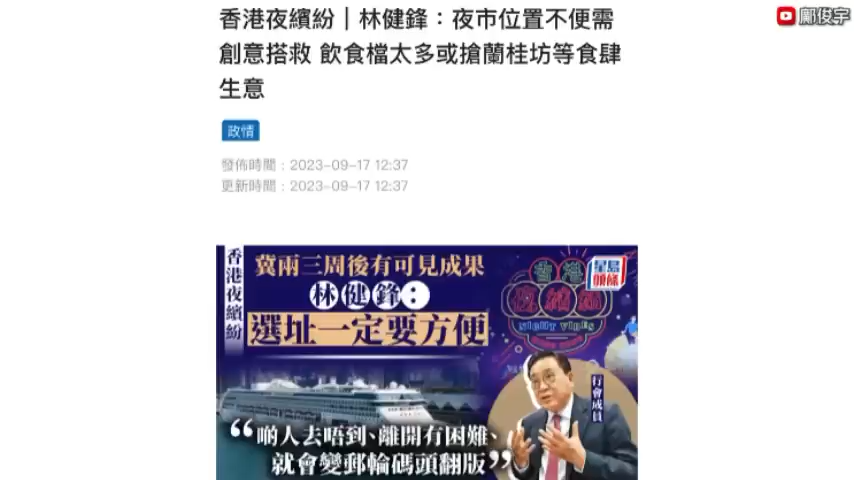 鄺俊宇
香港夜繽紛｜林健鋒：夜市位置不便需
創意搭救 飲食檔太多或搶蘭桂坊等食肆
生意
政情
發佈時間：2023-09-17 12:37
更新時間：2023-09-17 12:37
香港夜繽紛
冀兩三周後有可見成果
林健鋒：
選址一定要方便
星島
頭條
香港
夜繽紛
NIGHT VIBES
行會成員
“啲人去唔到、離開有困難、
就會變郵輪碼頭翻版”